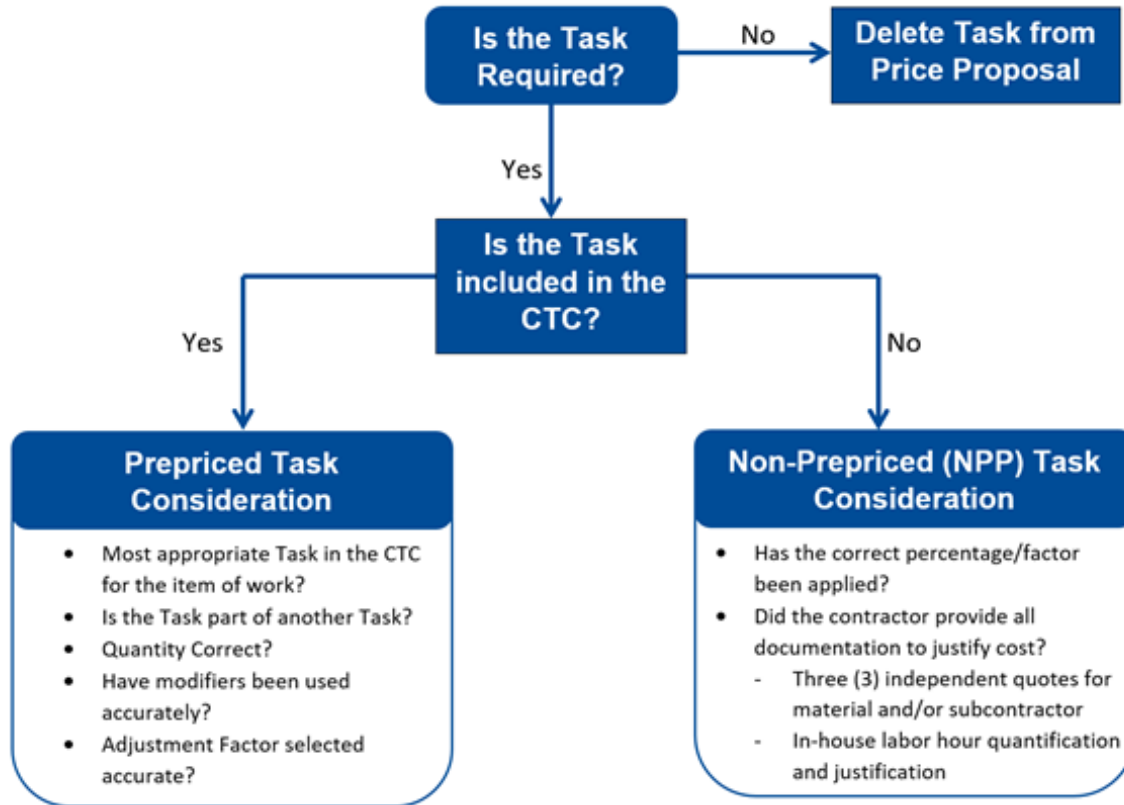 Is the Task
Required?
No
Delete Task from
Price Proposal
Yes
Is the Task
included in the
CTC?
Yes
No
Prepriced Task
Consideration
• Most appropriate Task in the CTC
for the item of work?
• Is the Task part of another Task?
• Quantity Correct?
• Have modifiers been used
accurately?
• Adjustment Factor selected
accurate?
Non-Prepriced (NPP) Task
Consideration
• Has the correct percentage/factor
been applied?
• Did the contractor provide all
documentation to justify cost?
- Three (3) independent quotes for
material and/or subcontractor
- In-house labor hour quantification
and justification